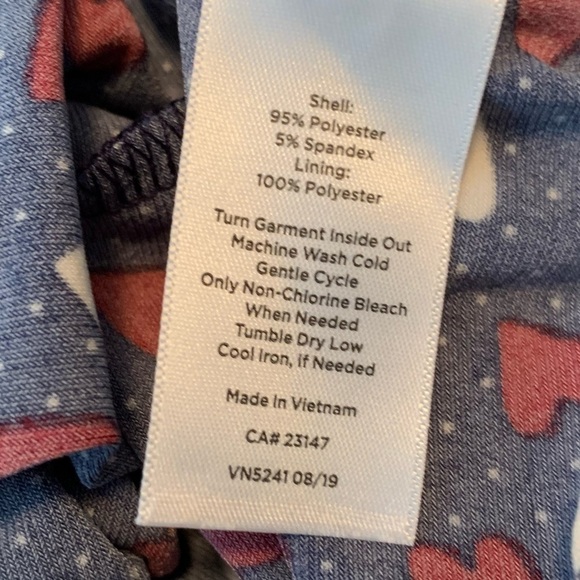 Shell:
95% Polyester
5% Spandex
Lining:
100% Polyester
Turn Garment Inside Out
Machine Wash Cold
Gentle Cycle
Only Non-Chlorine Bleach
When Needed
Tumble Dry Low
Cool Iron, If Needed
Made In Vietnam
CA# 23147
VN5241 08/19